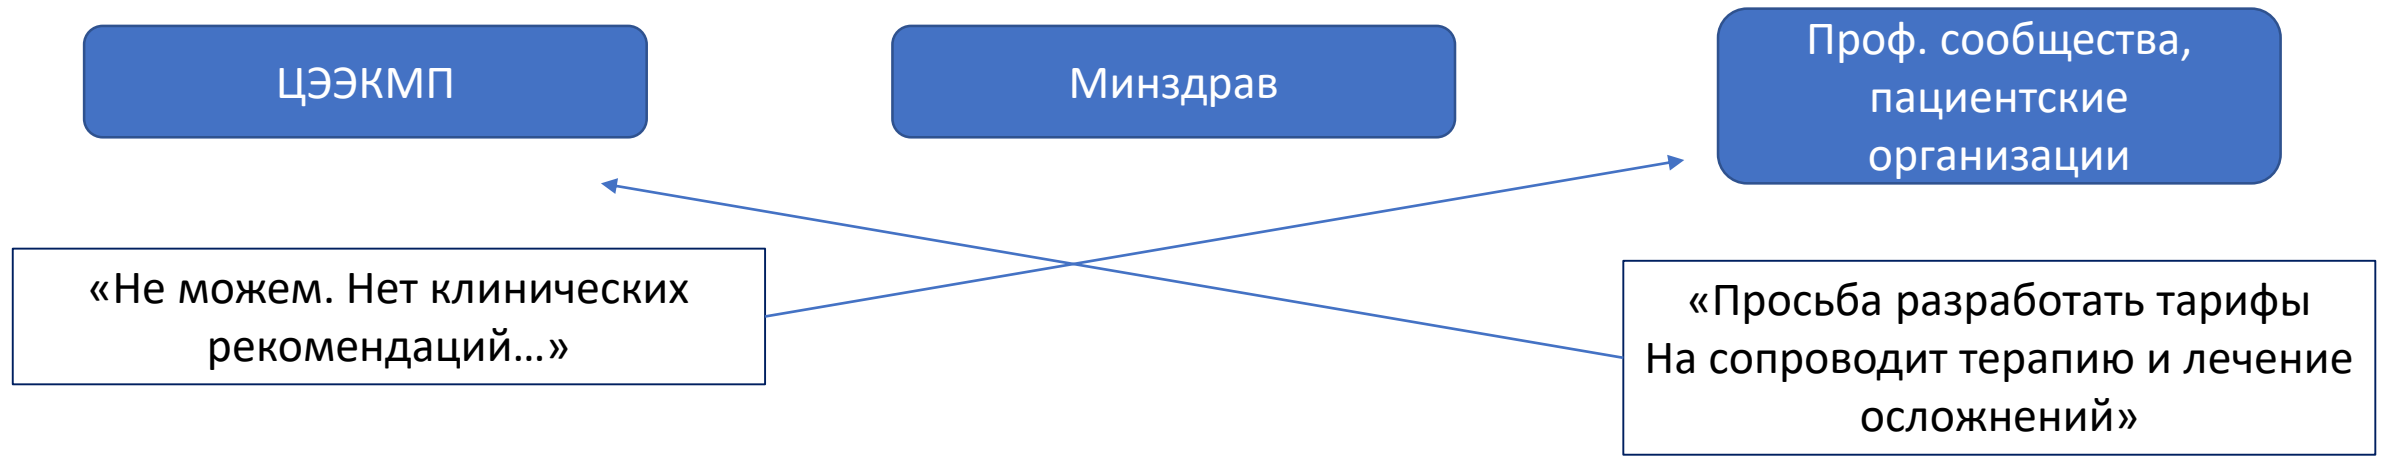 ЦЭЭКМП
Минздрав
Проф. сообщества,
пациентские
организации
«Не можем. Нет клинических
рекомендаций...»
«Просьба разработать тарифы
На сопроводит терапию и лечение
осложнений»